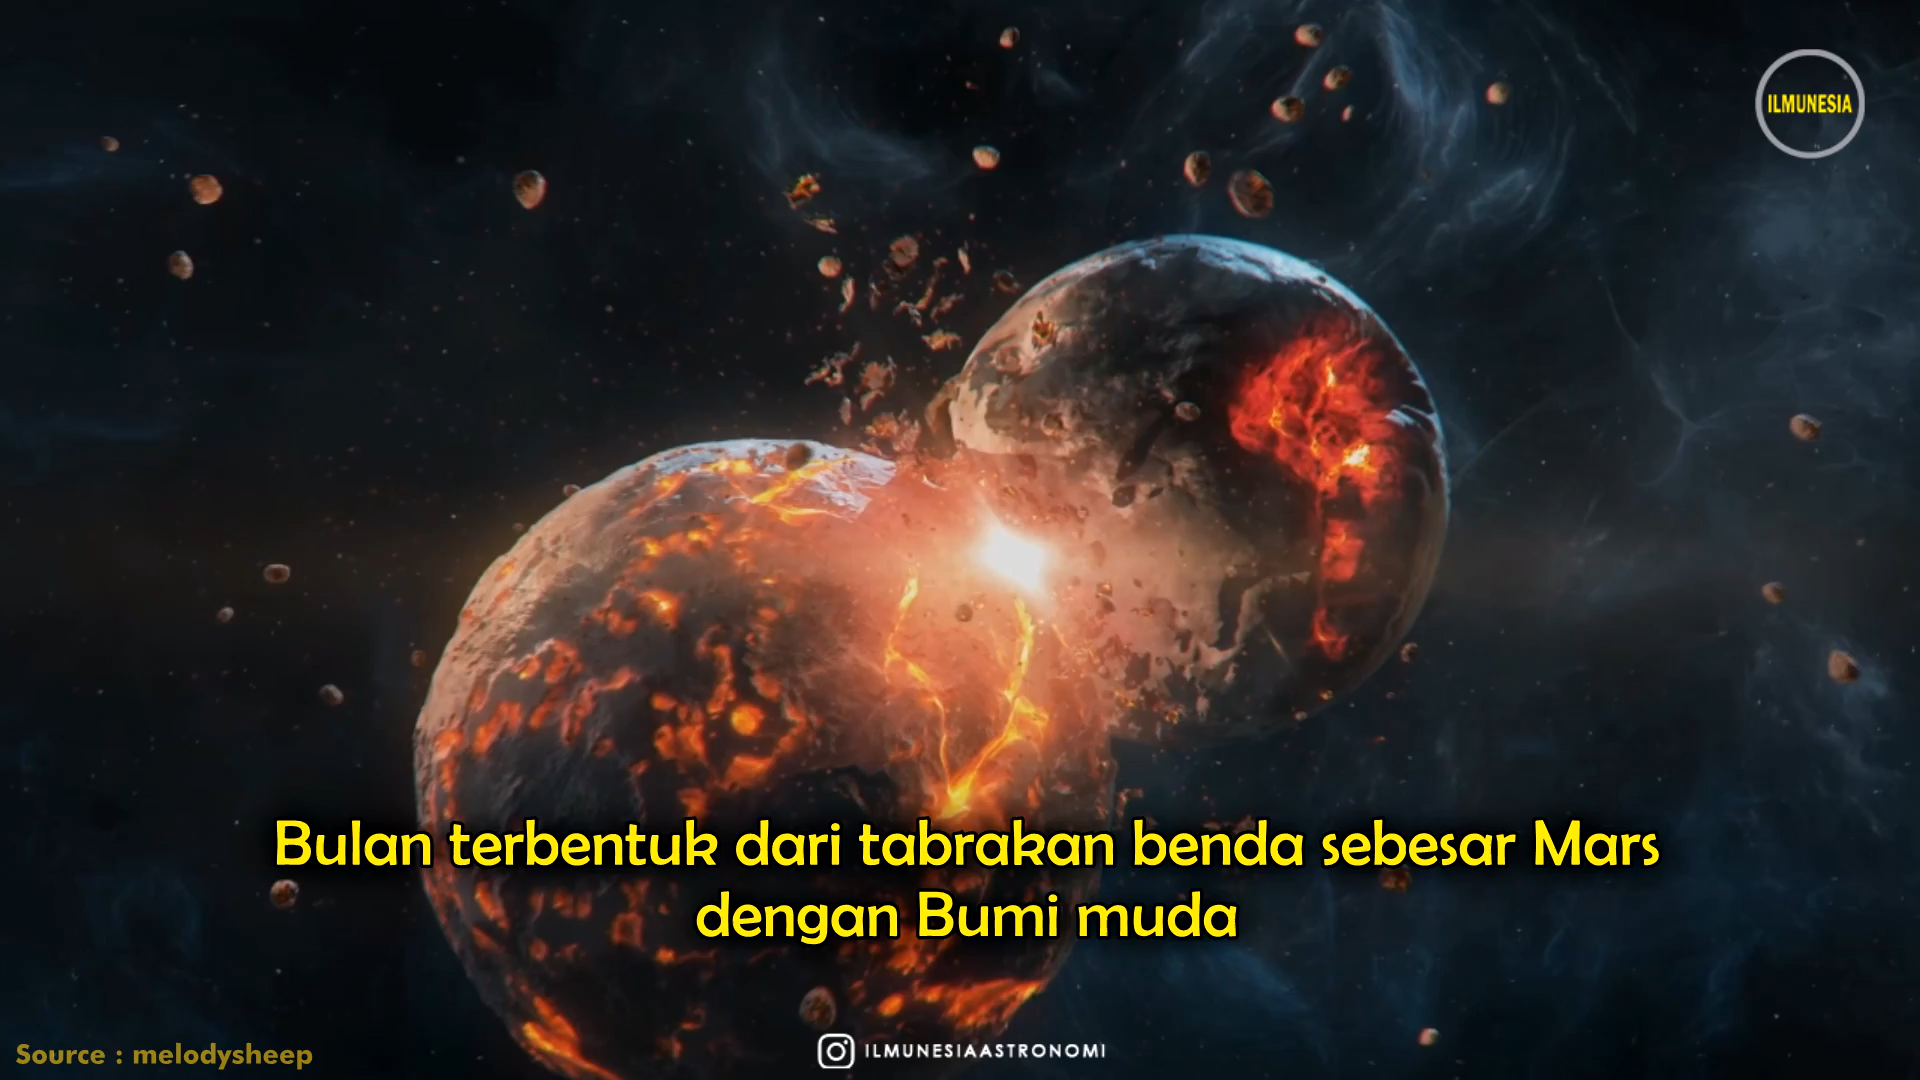 ILMUNESIA
Bulan terbentuk dari tabrakan benda sebesar Mars
dengan Bumi muda
Source : melodysheep
ILMUNESIAASTRONOMI